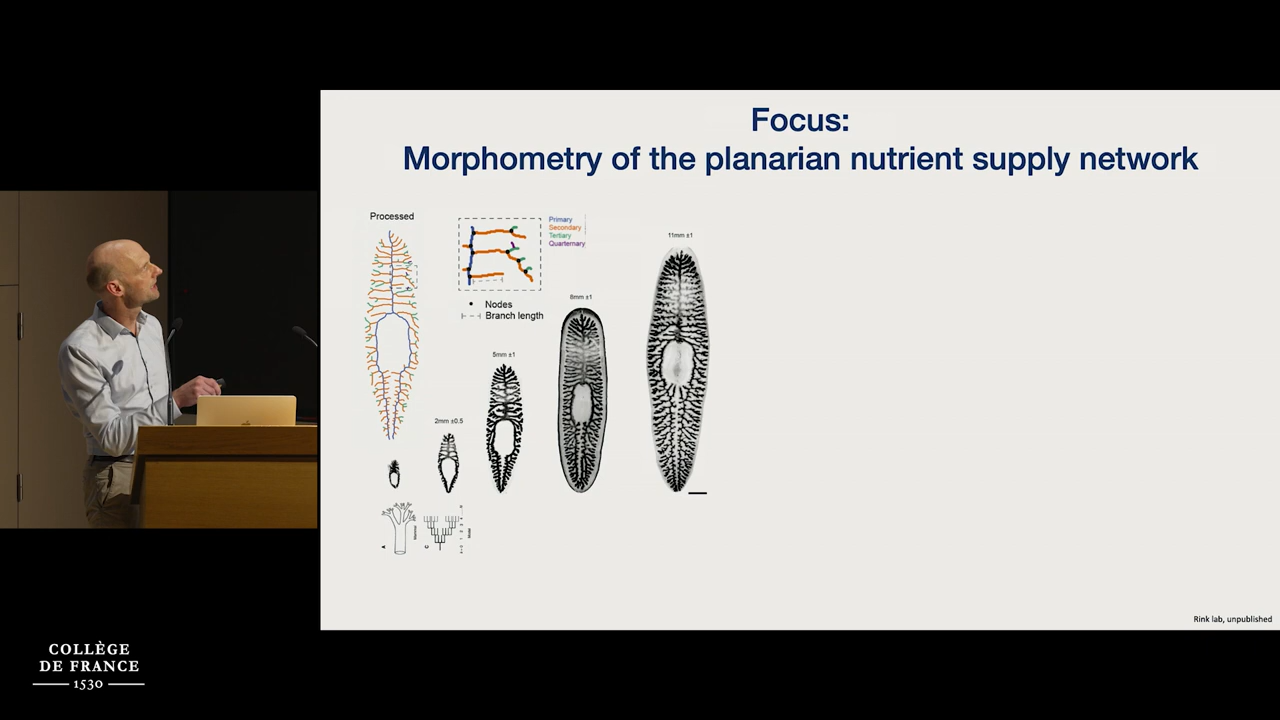 Focus:
Morphometry of the planarian nutrient supply network
Processed
Primary
Secondary
Tertiary
Quarternary
Nodes
Branch length
2mm ±0.5
5mm ±1
8mm ±1
11mm ±1
A
C
Rink lab, unpublished
COLLÈGE
DE FRANCE
1530